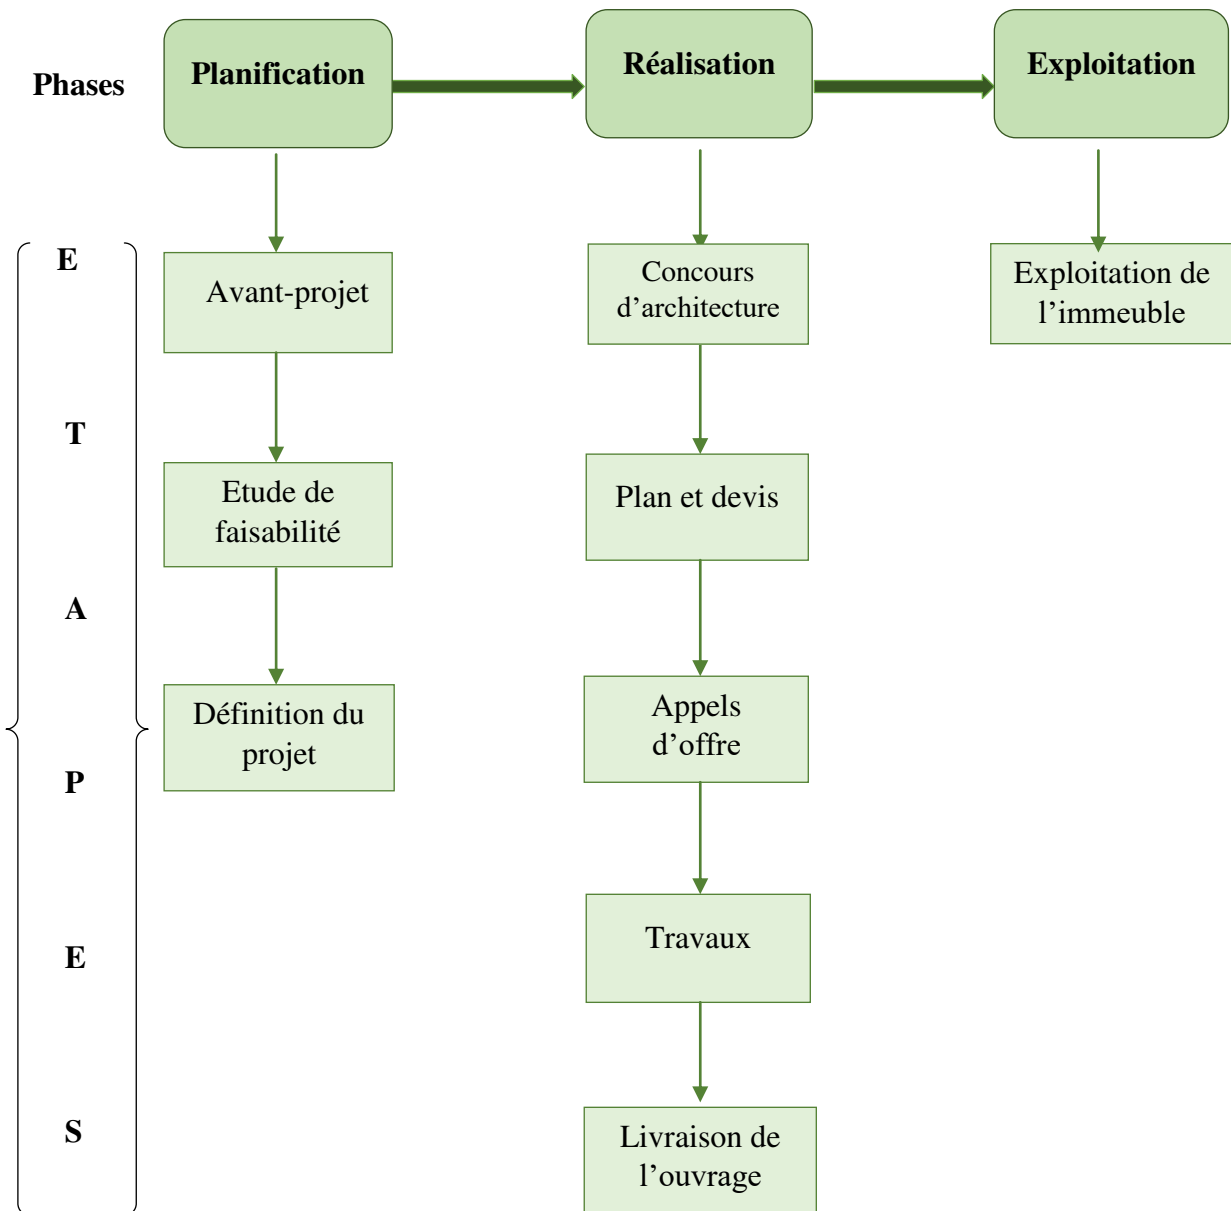 Phases
Planification
Réalisation
Exploitation
E
T
A
P
E
S
Avant-projet
Etude de
faisabilité
Définition du
projet
Concours
d’architecture
Plan et devis
Appels
d’offre
Travaux
Livraison de
l’ouvrage
Exploitation de
l’immeuble